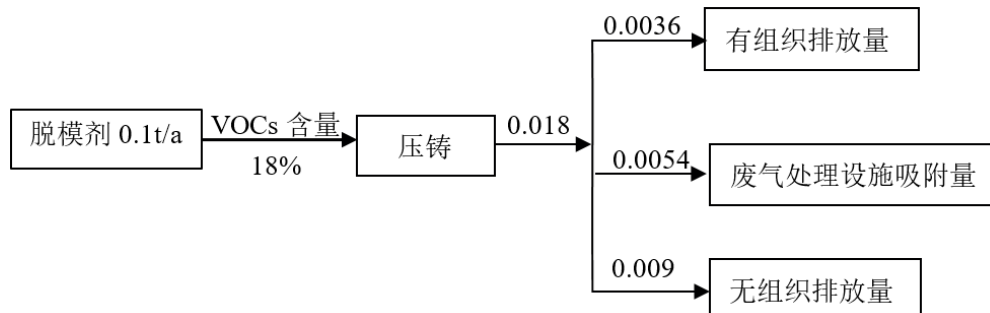 0.0036
有组织排放量
脱模剂 0.1t/a
VOCs 含量
18%
压铸
0.018
0.0054
废气处理设施吸附量
0.009
无组织排放量